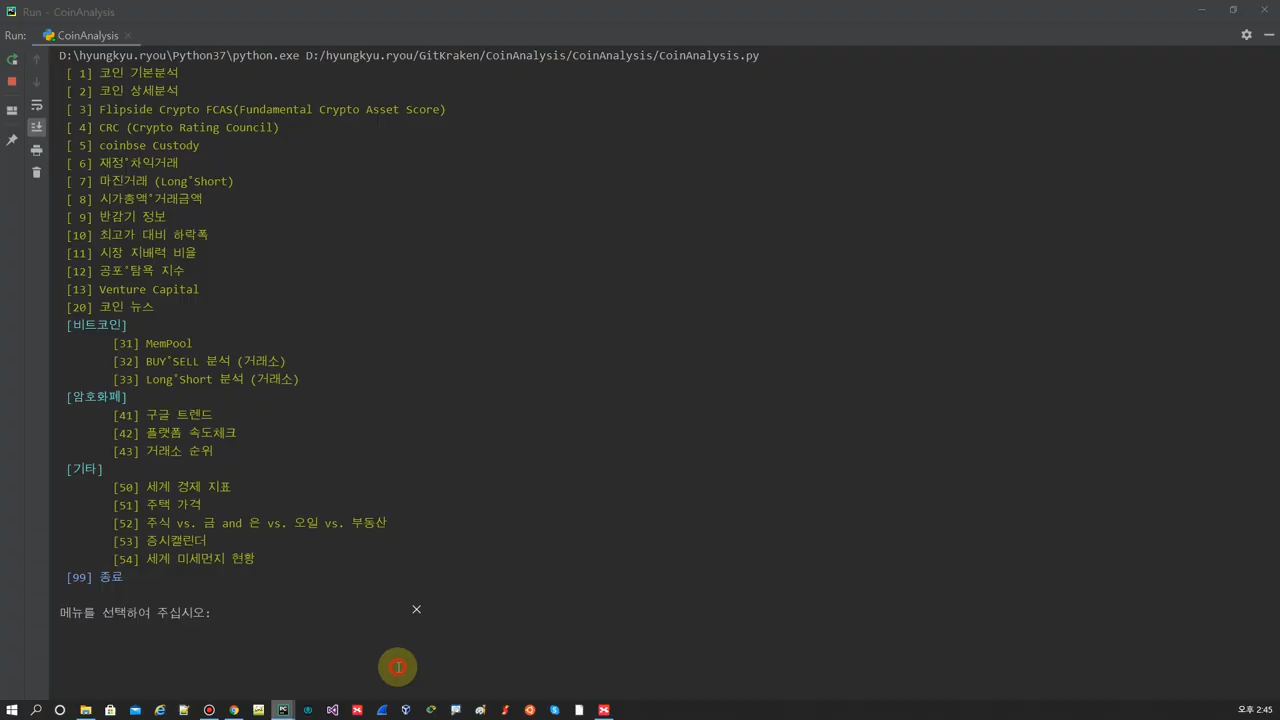 Run - CoinAnalysis
Run: CoinAnalysis
D:\hyungkyu.ryou\Python37\python.exe D:/hyungkyu.ryou/GitKraken/CoinAnalysis/CoinAnalysis/CoinAnalysis.py
[ 1] 코인 기본분석
[ 2] 코인 상세분석
[ 3] Flipside Crypto FCAS(Fundamental Crypto Asset Score)
[ 4] CRC (Crypto Rating Council)
[ 5] coinbse Custody
[ 6] 재정˚차익거래
[ 7] 마진거래 (Long˚Short)
[ 8] 시가총액˚거래금액
[ 9] 반감기 정보
[10] 최고가 대비 하락폭
[11] 시장 지배력 비율
[12] 공포˚탐욕 지수
[13] Venture Capital
[20] 코인 뉴스
[비트코인]
[31] MemPool
[32] BUY˚SELL 분석 (거래소)
[33] Long˚Short 분석 (거래소)
[암호화폐]
[41] 구글 트렌드
[42] 플랫폼 속도체크
[43] 거래소 순위
[기타]
[50] 세계 경제 지표
[51] 주택 가격
[52] 주식 vs. 금 and 은 vs. 오일 vs. 부동산
[53] 증시캘린더
[54] 세계 미세먼지 현황
[99] 종료
메뉴를 선택하여 주십시오:
오후 2:45